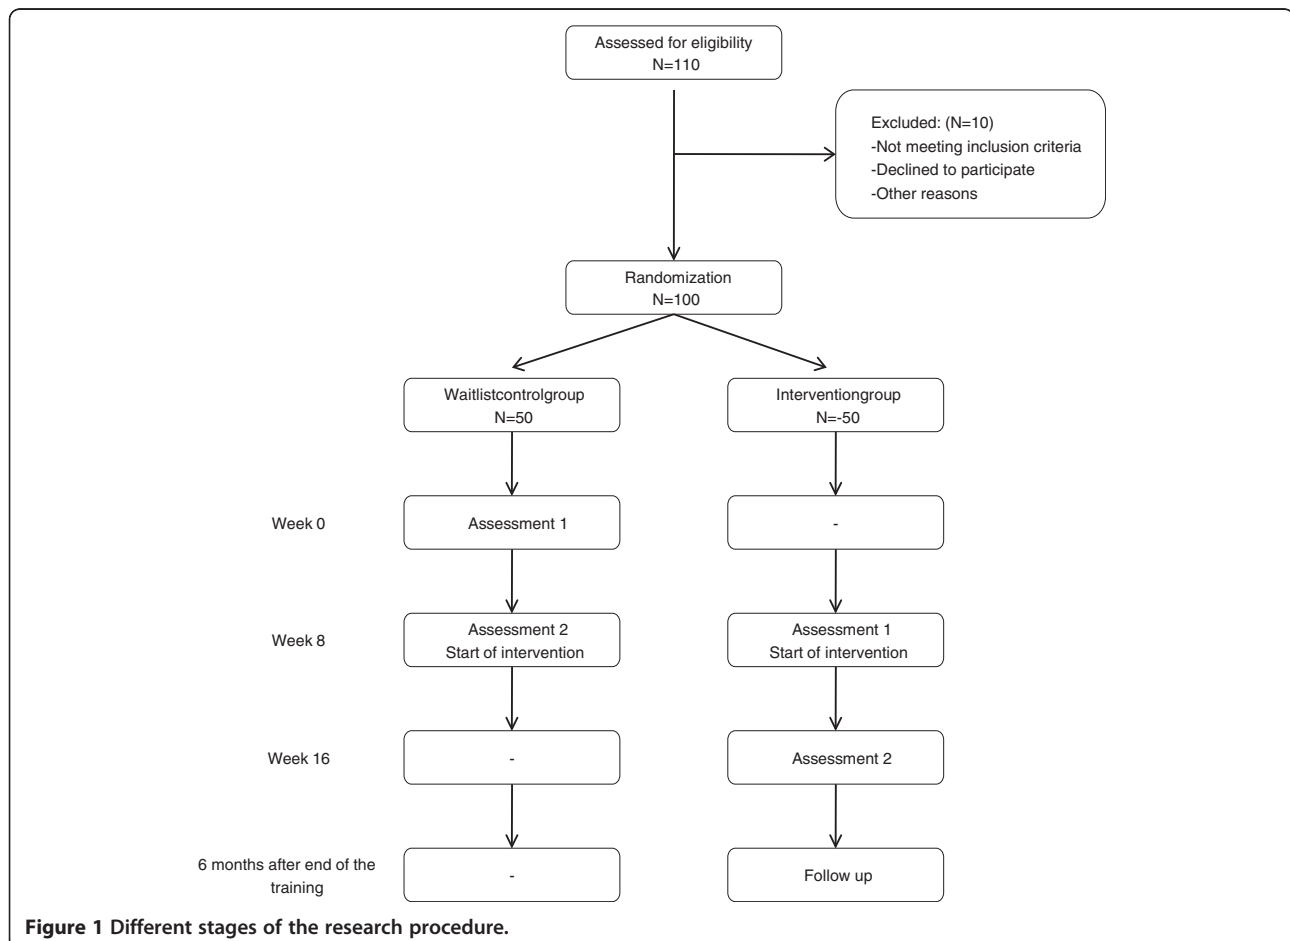 Assessed for eligibility
N=110
Excluded: (N=10)
-Not meeting inclusion criteria
-Declined to participate
-Other reasons
Randomization
N=100
Waitlistcontrolgroup
N=50
Interventiongroup
N=-50
Week 0
Assessment 1
-
Week 8
Assessment 2
Start of intervention
Assessment 1
Start of intervention
Week 16
-
Assessment 2
6 months after end of the
training
-
Follow up
Figure 1 Different stages of the research procedure.